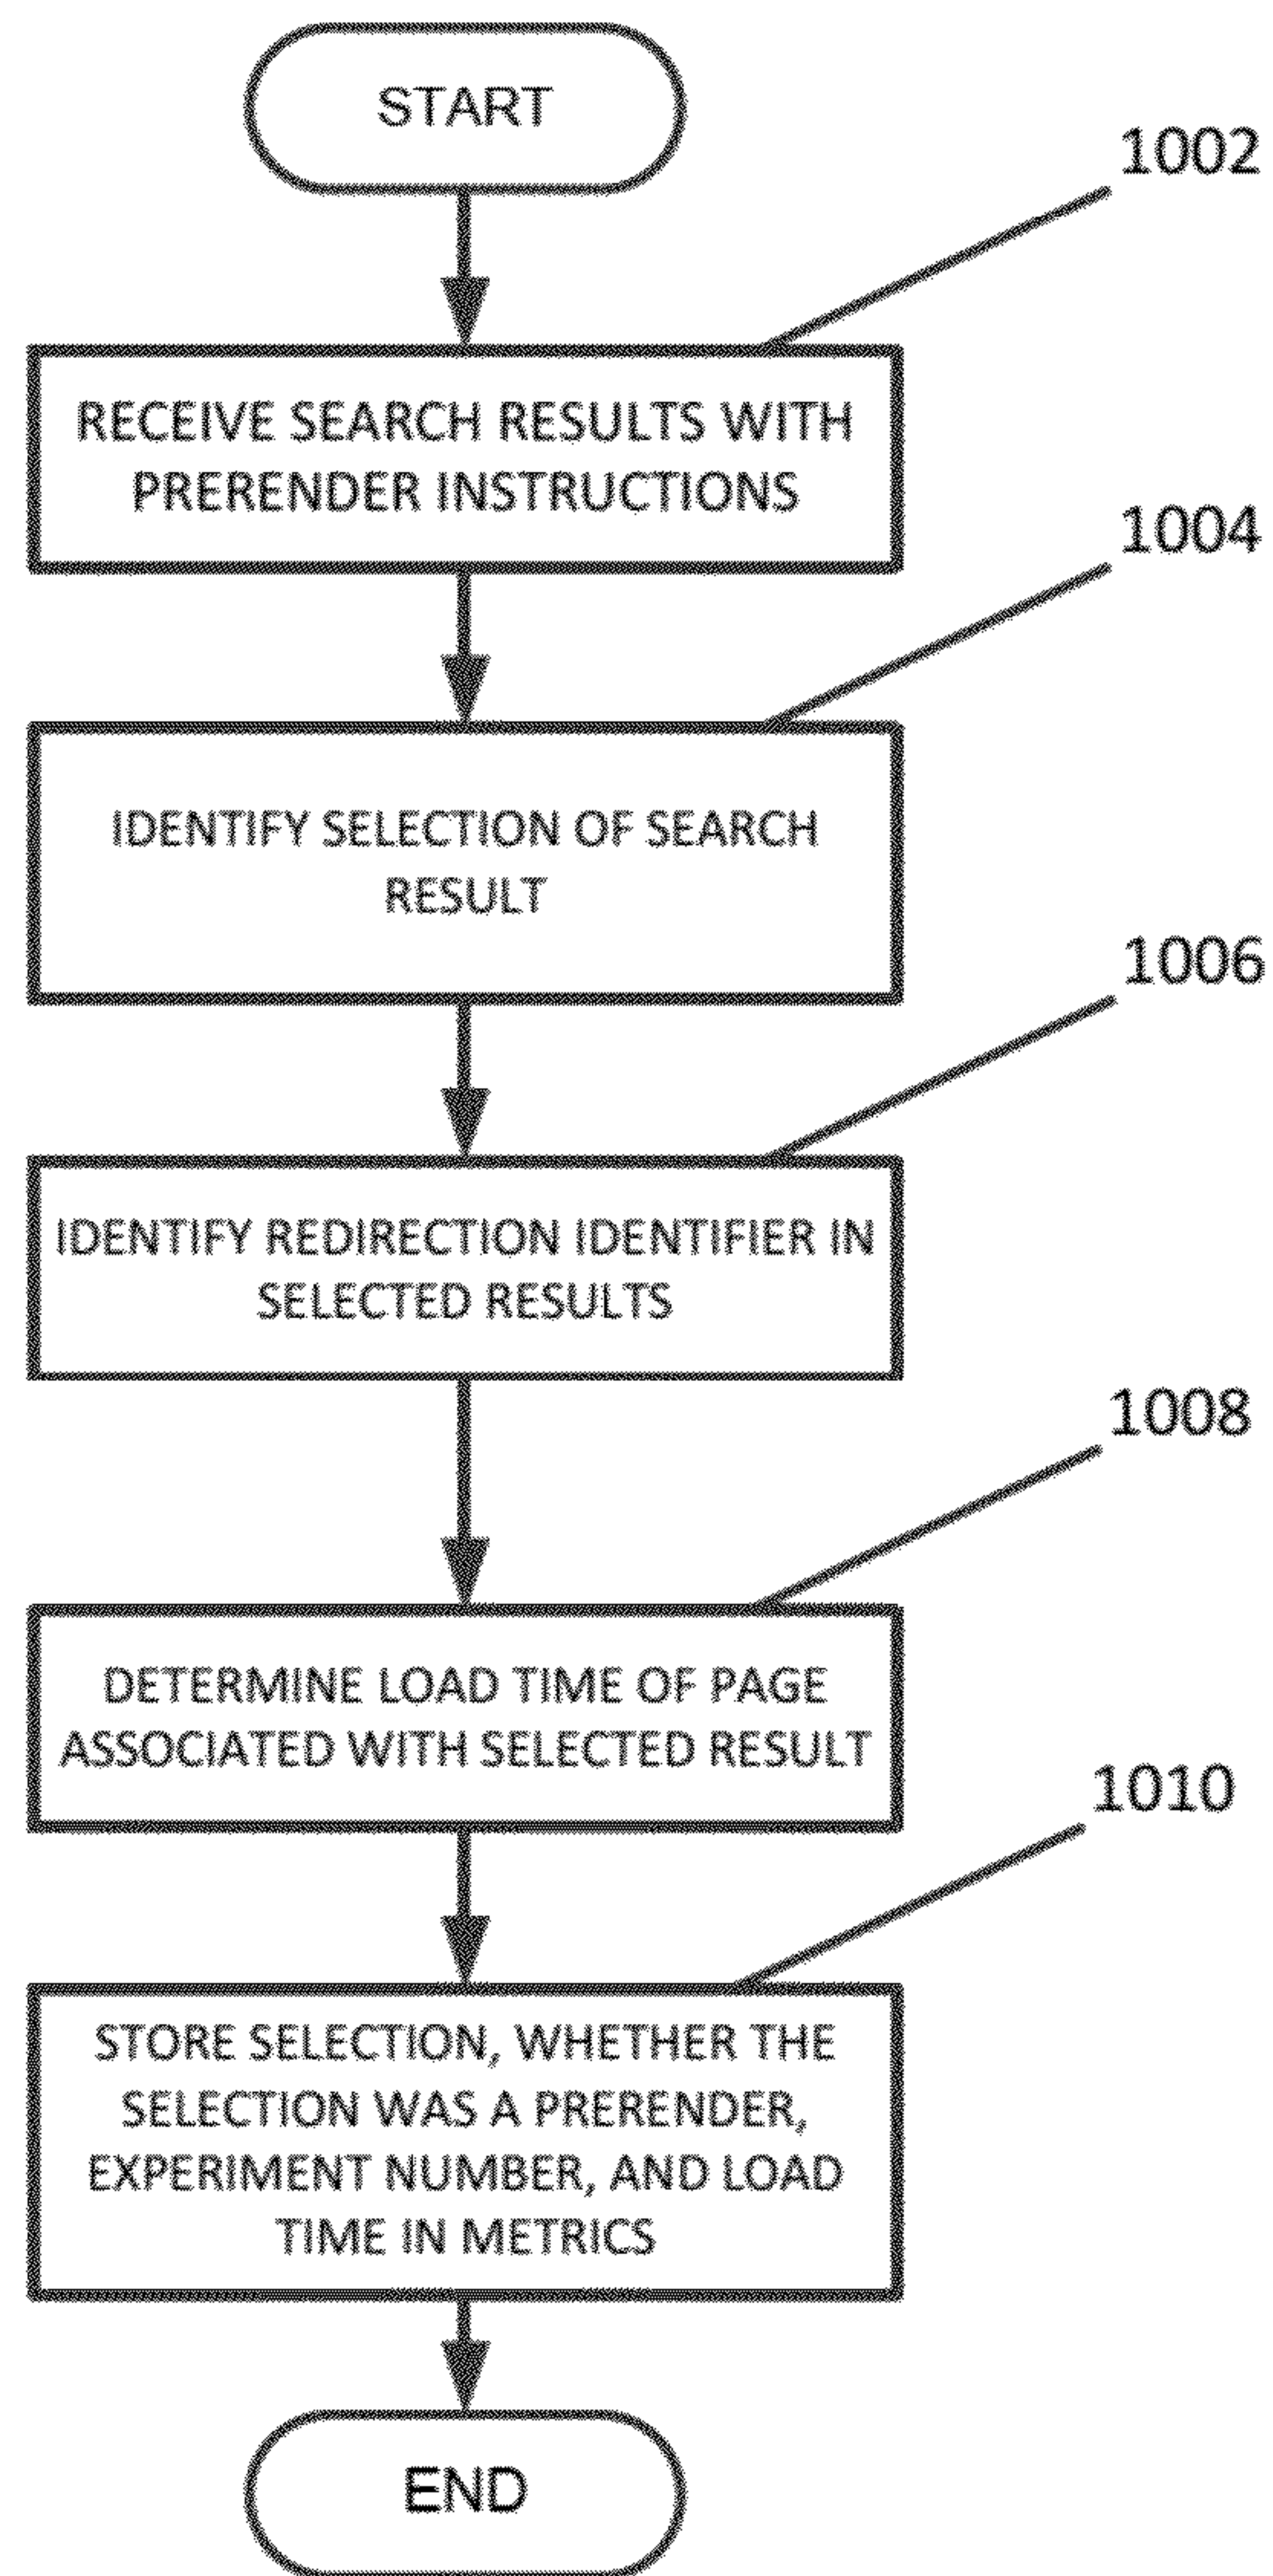 START
1002
RECEIVE SEARCH RESULTS WITH
PRERENDER INSTRUCTIONS
1004
IDENTIFY SELECTION OF SEARCH
RESULT
1006
IDENTIFY REDIRECTION IDENTIFIER IN
SELECTED RESULTS
1008
DETERMINE LOAD TIME OF PAGE
ASSOCIATED WITH SELECTED RESULT
1010
STORE SELECTION, WHETHER THE
SELECTION WAS A PRERENDER,
EXPERIMENT NUMBER, AND LOAD
TIME IN METRICS
END